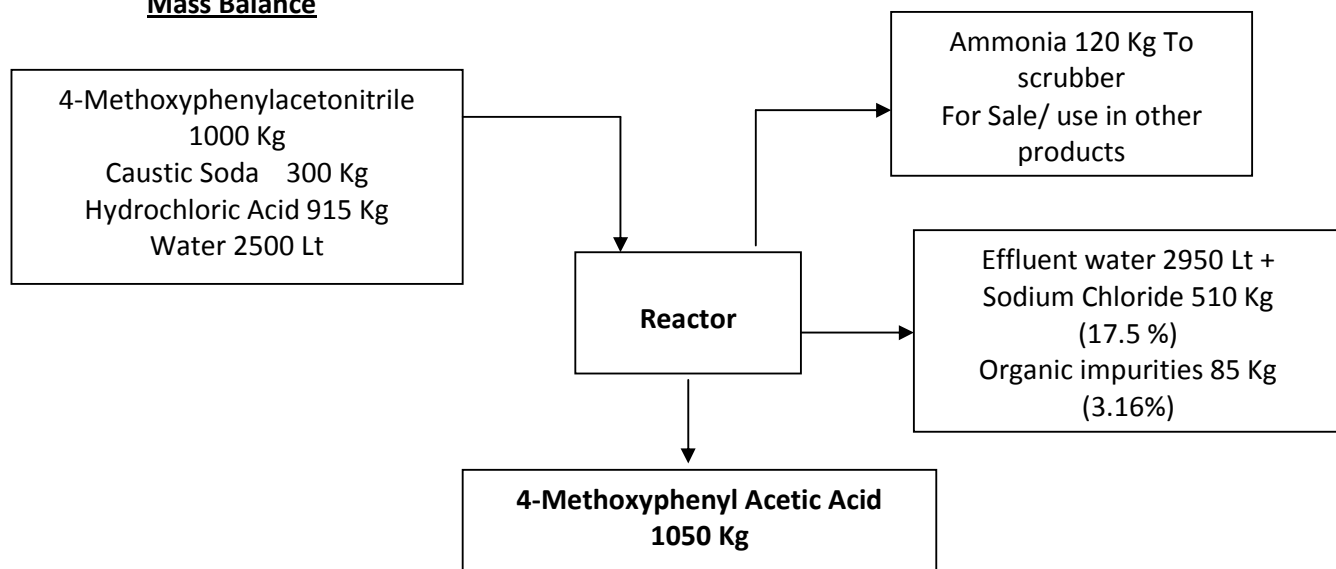 Mass Balance
4-Methoxyphenylacetonitrile
1000 Kg
Caustic Soda 300 Kg
Hydrochloric Acid 915 Kg
Water 2500 Lt
Ammonia 120 Kg To
scrubber
For Sale/ use in other
products
Reactor
Effluent water 2950 Lt +
Sodium Chloride 510 Kg
(17.5 %)
Organic impurities 85 Kg
(3.16%)
4-Methoxyphenyl Acetic Acid
1050 Kg